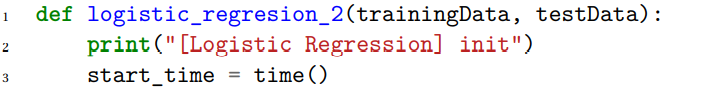 1 def logistic_regresion_2(trainingData, testData):
2     print("[Logistic Regression] init")
3     start_time = time()